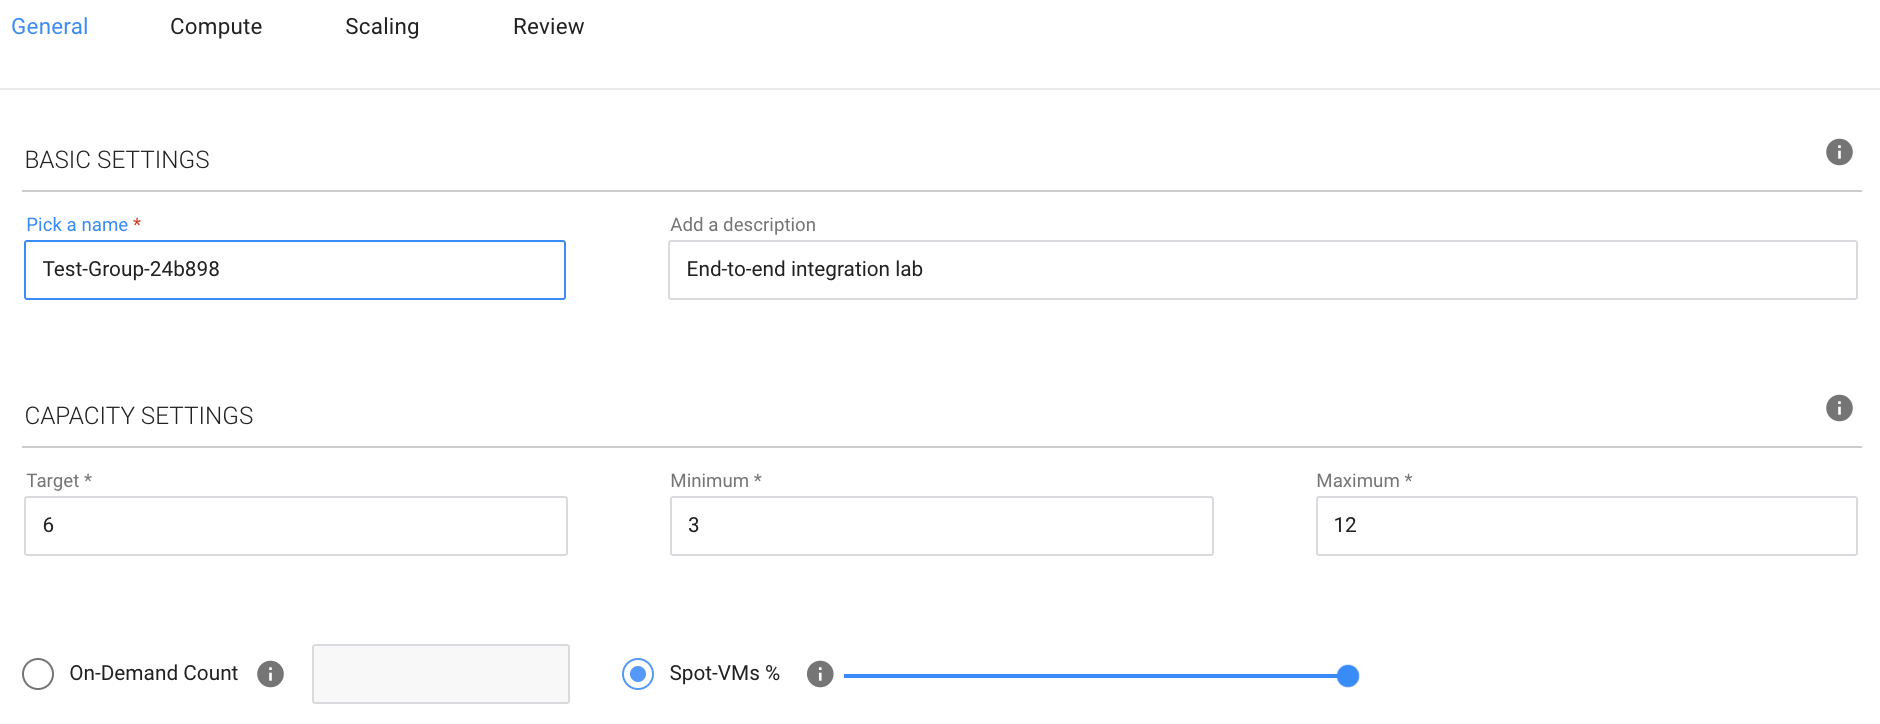 General Compute Scaling Review
BASIC SETTINGS
Pick a name * Add a description
Test-Group-24b898 End-to-end integration lab
CAPACITY SETTINGS
Target * Minimum * Maximum *
6 3 12
On-Demand Count Spot-VMs %